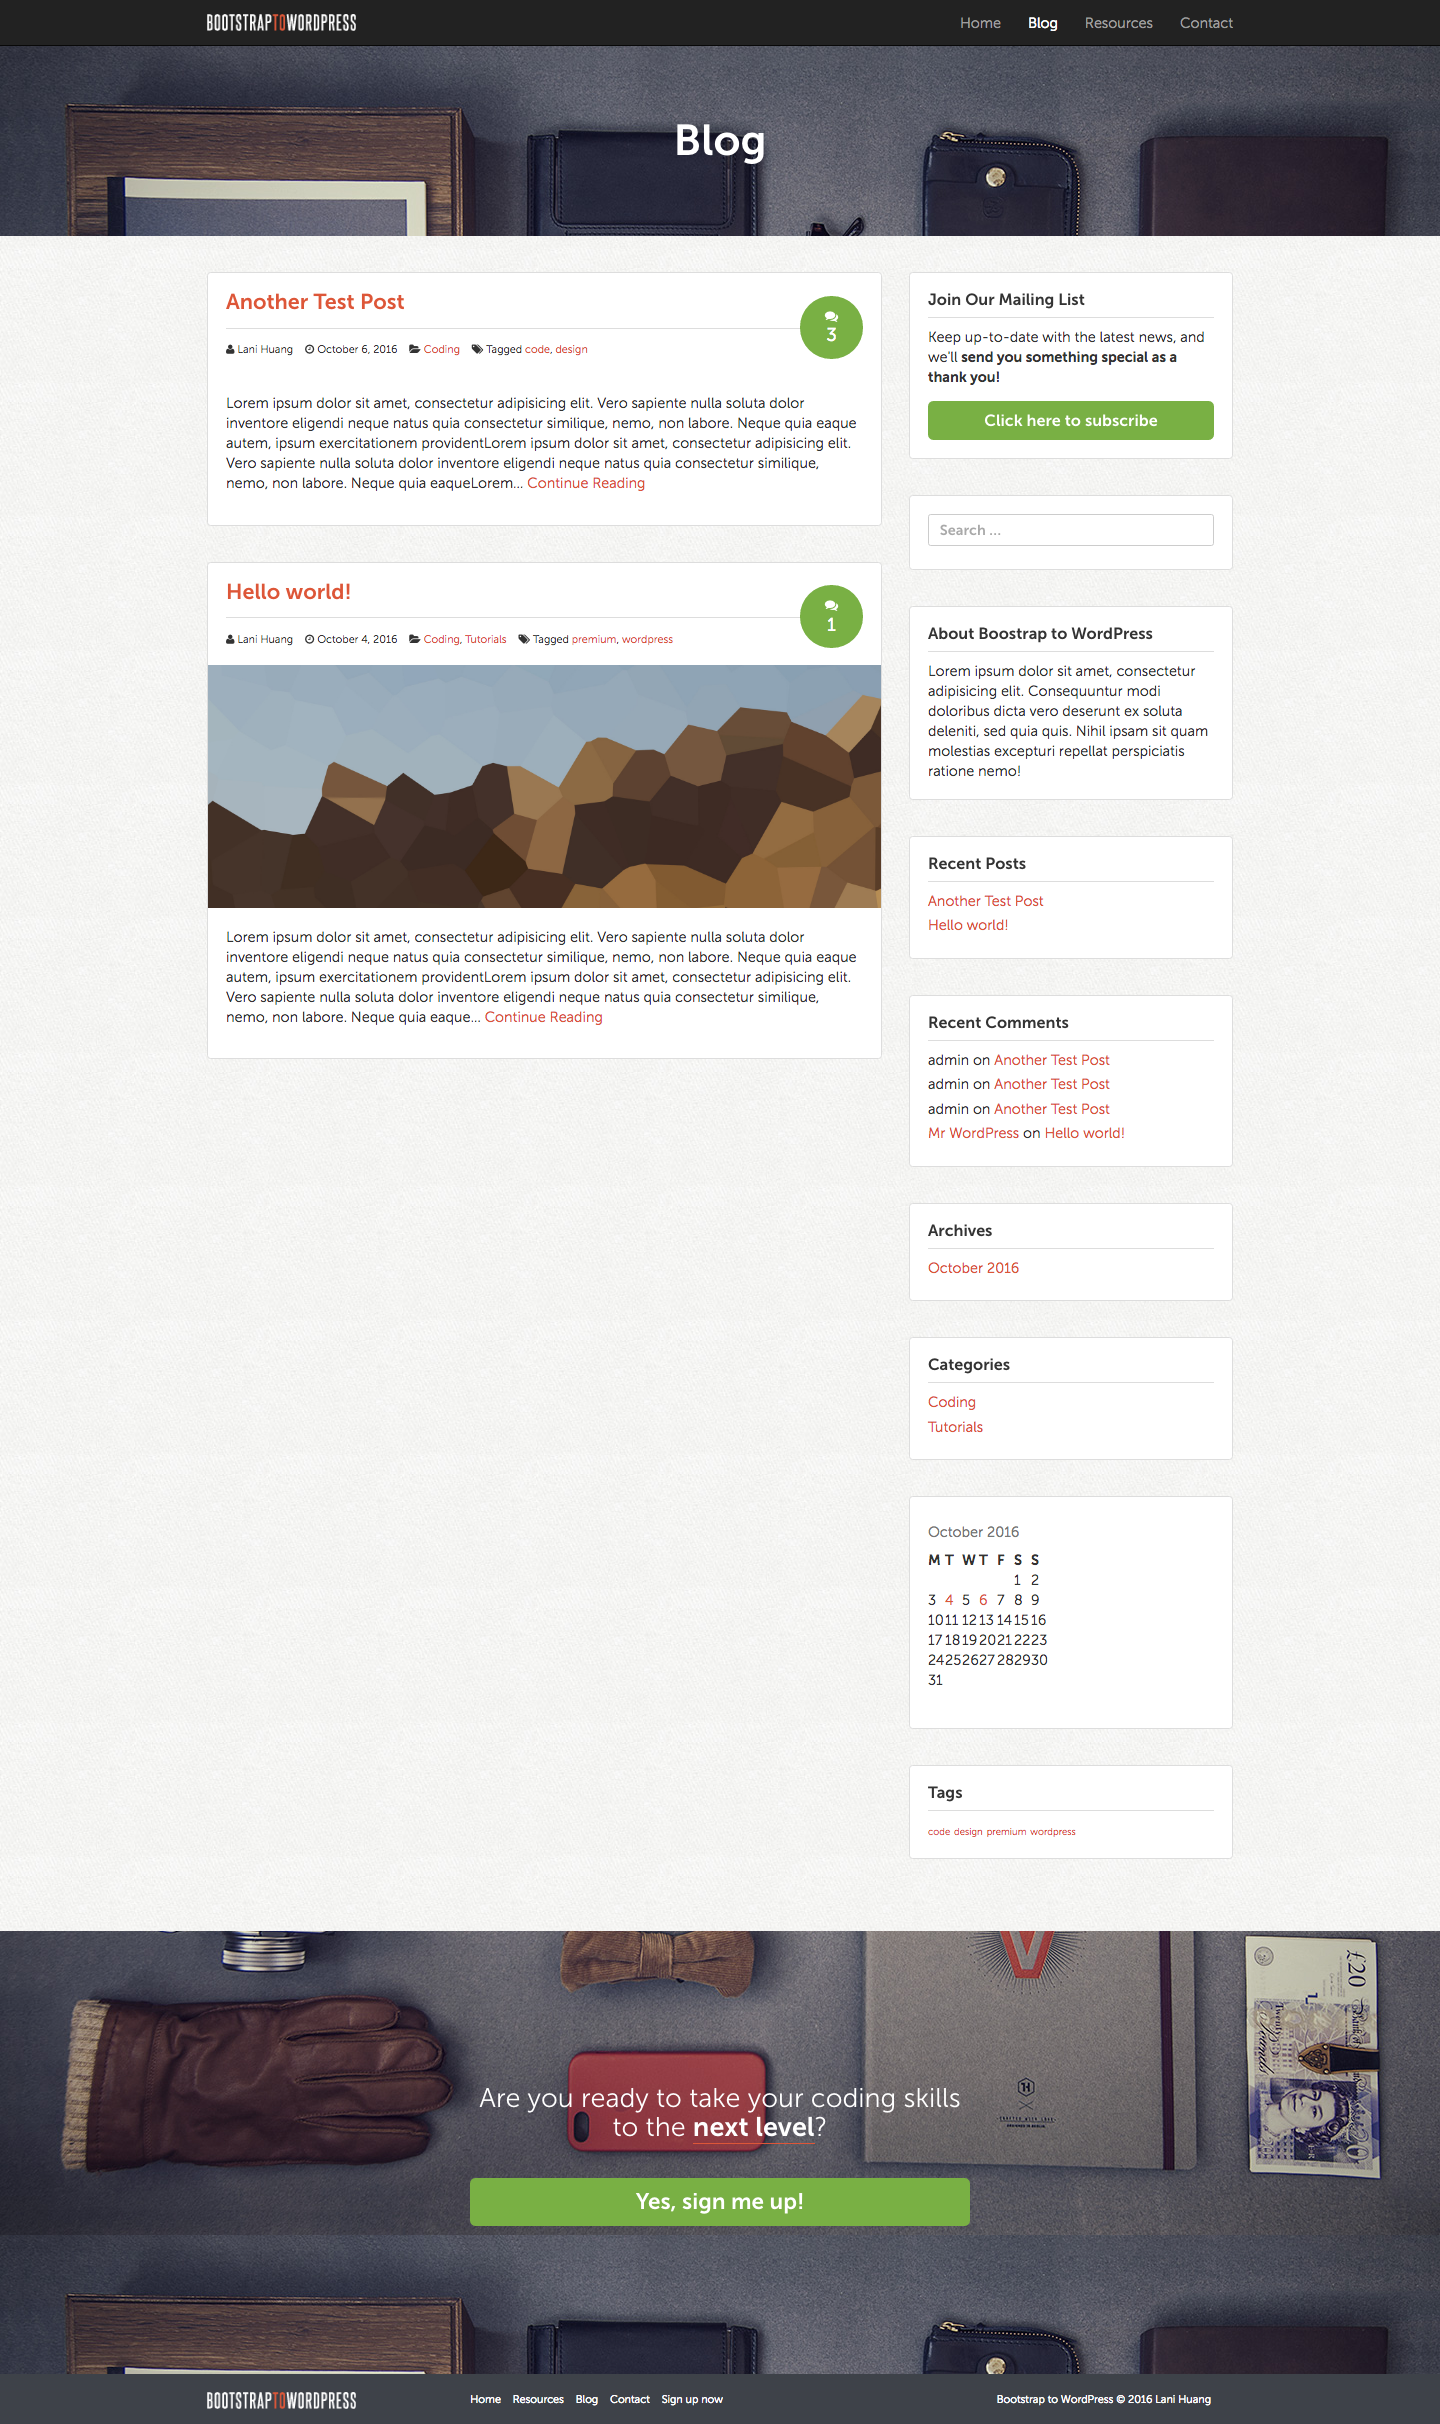 BOOTSTRAPTOWORDPRESS
Home Blog Resources Contact
Blog
Another Test Post
3
Lani Huang October 6, 2016 Coding Tagged code, design
Lorem ipsum dolor sit amet, consectetur adipisicing elit. Vero sapiente nulla soluta dolor
inventore eligendi neque natus quia consectetur similique, nemo, non labore. Neque quia eaque
autem, ipsum exercitationem providentLorem ipsum dolor sit amet, consectetur adipisicing elit.
Vero sapiente nulla soluta dolor inventore eligendi neque natus quia consectetur similique,
nemo, non labore. Neque quia eaqueLorem... Continue Reading
Hello world!
1
Lani Huang October 4, 2016 Coding, Tutorials Tagged premium, wordpress
Lorem ipsum dolor sit amet, consectetur adipisicing elit. Vero sapiente nulla soluta dolor
inventore eligendi neque natus quia consectetur similique, nemo, non labore. Neque quia eaque
autem, ipsum exercitationem providentLorem ipsum dolor sit amet, consectetur adipisicing elit.
Vero sapiente nulla soluta dolor inventore eligendi neque natus quia consectetur similique,
nemo, non labore. Neque quia eaque... Continue Reading
Join Our Mailing List
Keep up-to-date with the latest news, and
we'll send you something special as a
thank you!
Click here to subscribe
Search ...
About Boostrap to WordPress
Lorem ipsum dolor sit amet, consectetur
adipisicing elit. Consequuntur modi
doloribus dicta vero deserunt ex soluta
deleniti, sed quia quis. Nihil ipsam sit quam
molestias excepturi repellat perspiciatis
ratione nemo!
Recent Posts
Another Test Post
Hello world!
Recent Comments
admin on Another Test Post
admin on Another Test Post
admin on Another Test Post
Mr WordPress on Hello world!
Archives
October 2016
Categories
Coding
Tutorials
October 2016
M T W T F S S
1 2
3 4 5 6 7 8 9
10 11 12 13 14 15 16
17 18 19 20 21 22 23
24 25 26 27 28 29 30
31
Tags
code design premium wordpress
£20
Are you ready to take your coding skills
to the next level?
Yes, sign me up!
BOOTSTRAPTOWORDPRESS
Home Resources Blog Contact Sign up now
Bootstrap to WordPress © 2016 Lani Huang